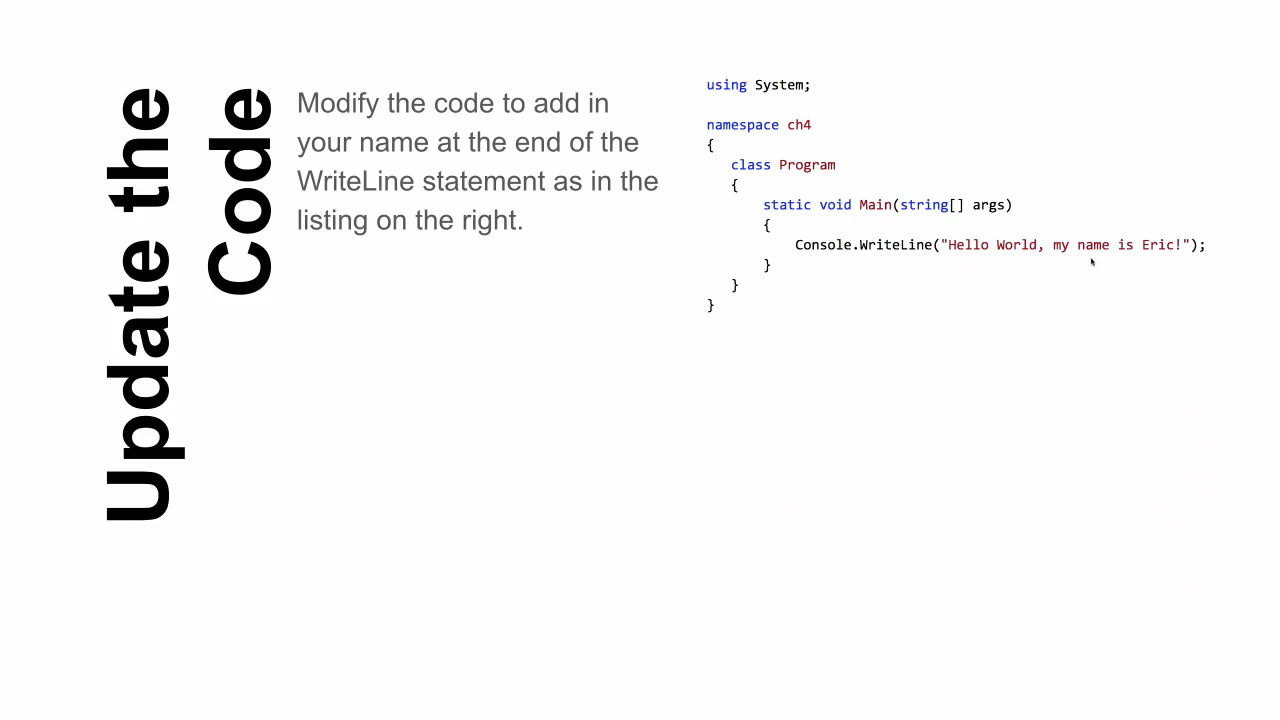 Update the
Code
Modify the code to add in
your name at the end of the
WriteLine statement as in the
listing on the right.
using System;
namespace ch4
{
class Program
{
static void Main(string[] args)
{
Console.WriteLine("Hello World, my name is Eric!");
}
}
}